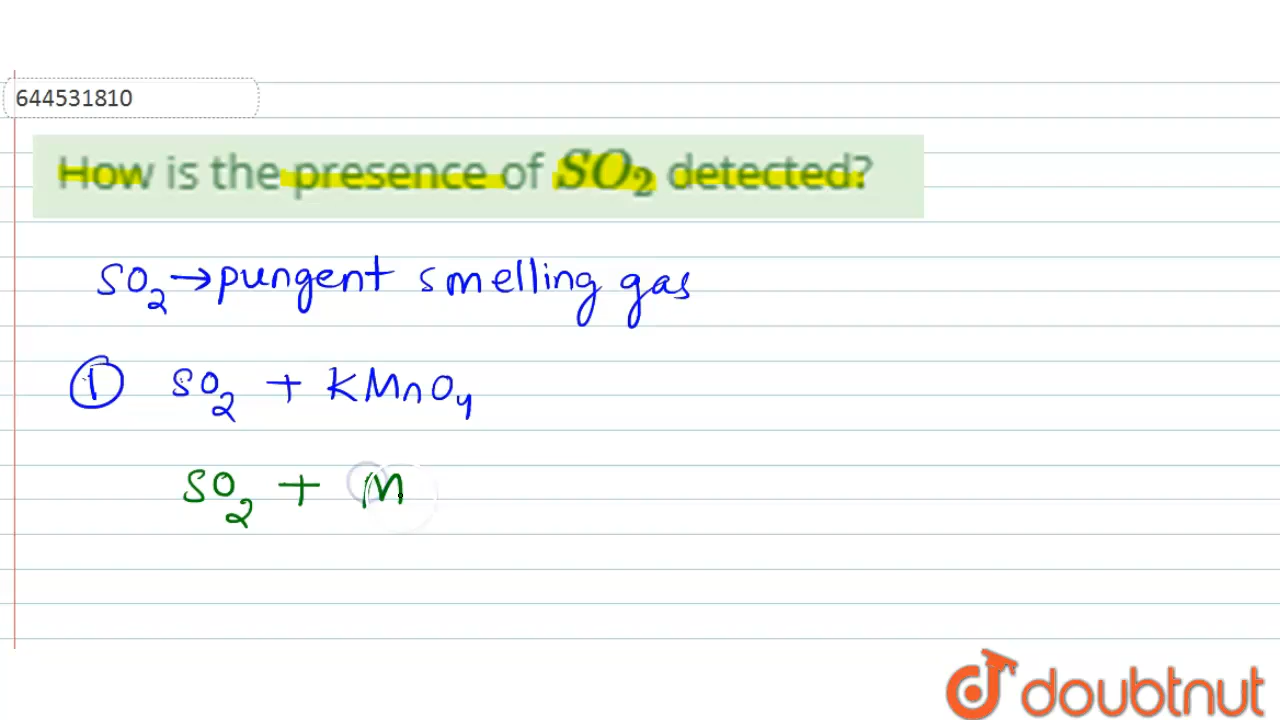 644531810
How is the presence of SO₂ detected?
SO₂ → pungent smelling gas
① SO₂ + KMnO₄
SO₂ + M
doubtnut